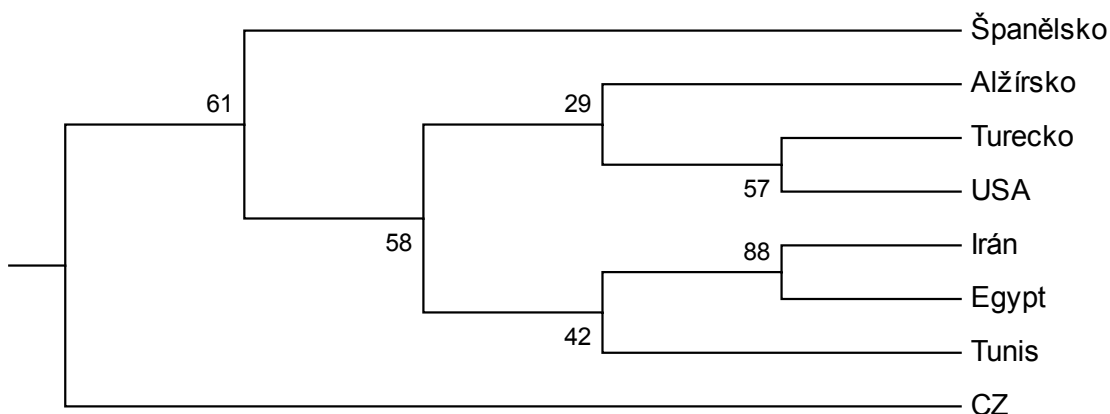 Španělsko
61
29
Alžírsko
Turecko
57
USA
58
88
Irán
Egypt
42
Tunis
CZ